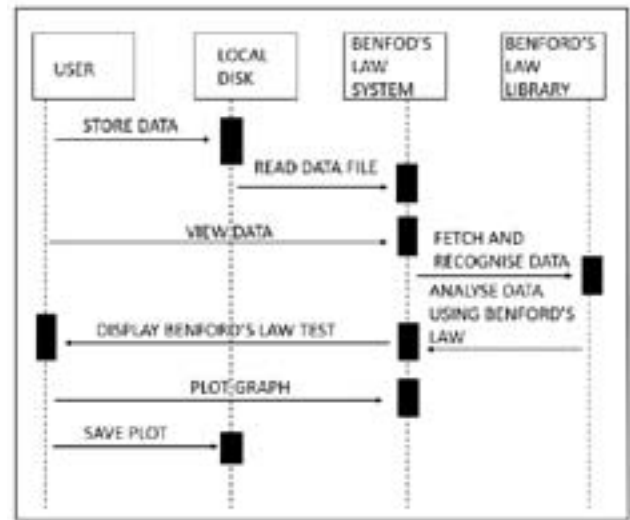 USER
LOCAL
DISK
BENFOD'S
LAW
SYSTEM
BENFORD'S
LAW
LIBRARY
STORE DATA
READ DATA FILE
VIEW DATA
FETCH AND
RECOGNISE DATA
ANALYSE DATA
USING BENFORD'S
LAW
DISPLAY BENFORD'S LAW TEST
PLOT GRAPH
SAVE PLOT